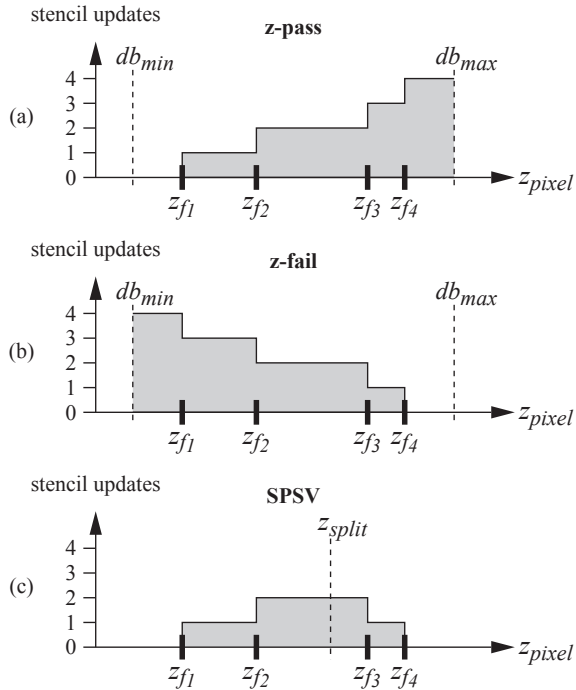 stencil updates
z-pass
db_min
db_max
4
3
2
1
0
(a)
z_f1
z_f2
z_f3
z_f4
z_pixel
stencil updates
z-fail
db_min
db_max
4
3
2
1
0
(b)
z_f1
z_f2
z_f3
z_f4
z_pixel
stencil updates
SPSV
z_split
4
3
2
1
0
(c)
z_f1
z_f2
z_f3
z_f4
z_pixel